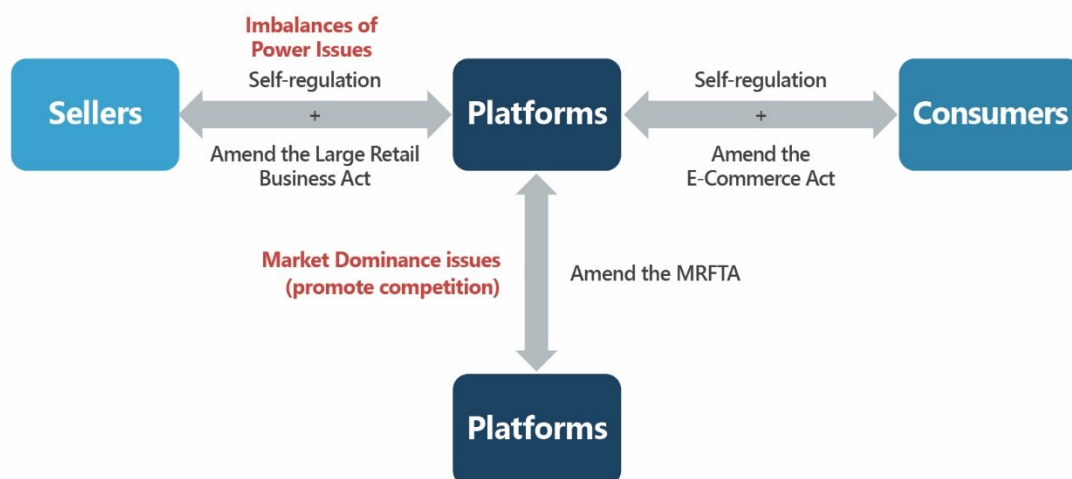 Imbalances of
Power Issues
Self-regulation
+
Amend the Large Retail
Business Act
Sellers
Platforms
Self-regulation
+
Amend the
E-Commerce Act
Consumers
Market Dominance issues
(promote competition)
Amend the MRFTA
Platforms